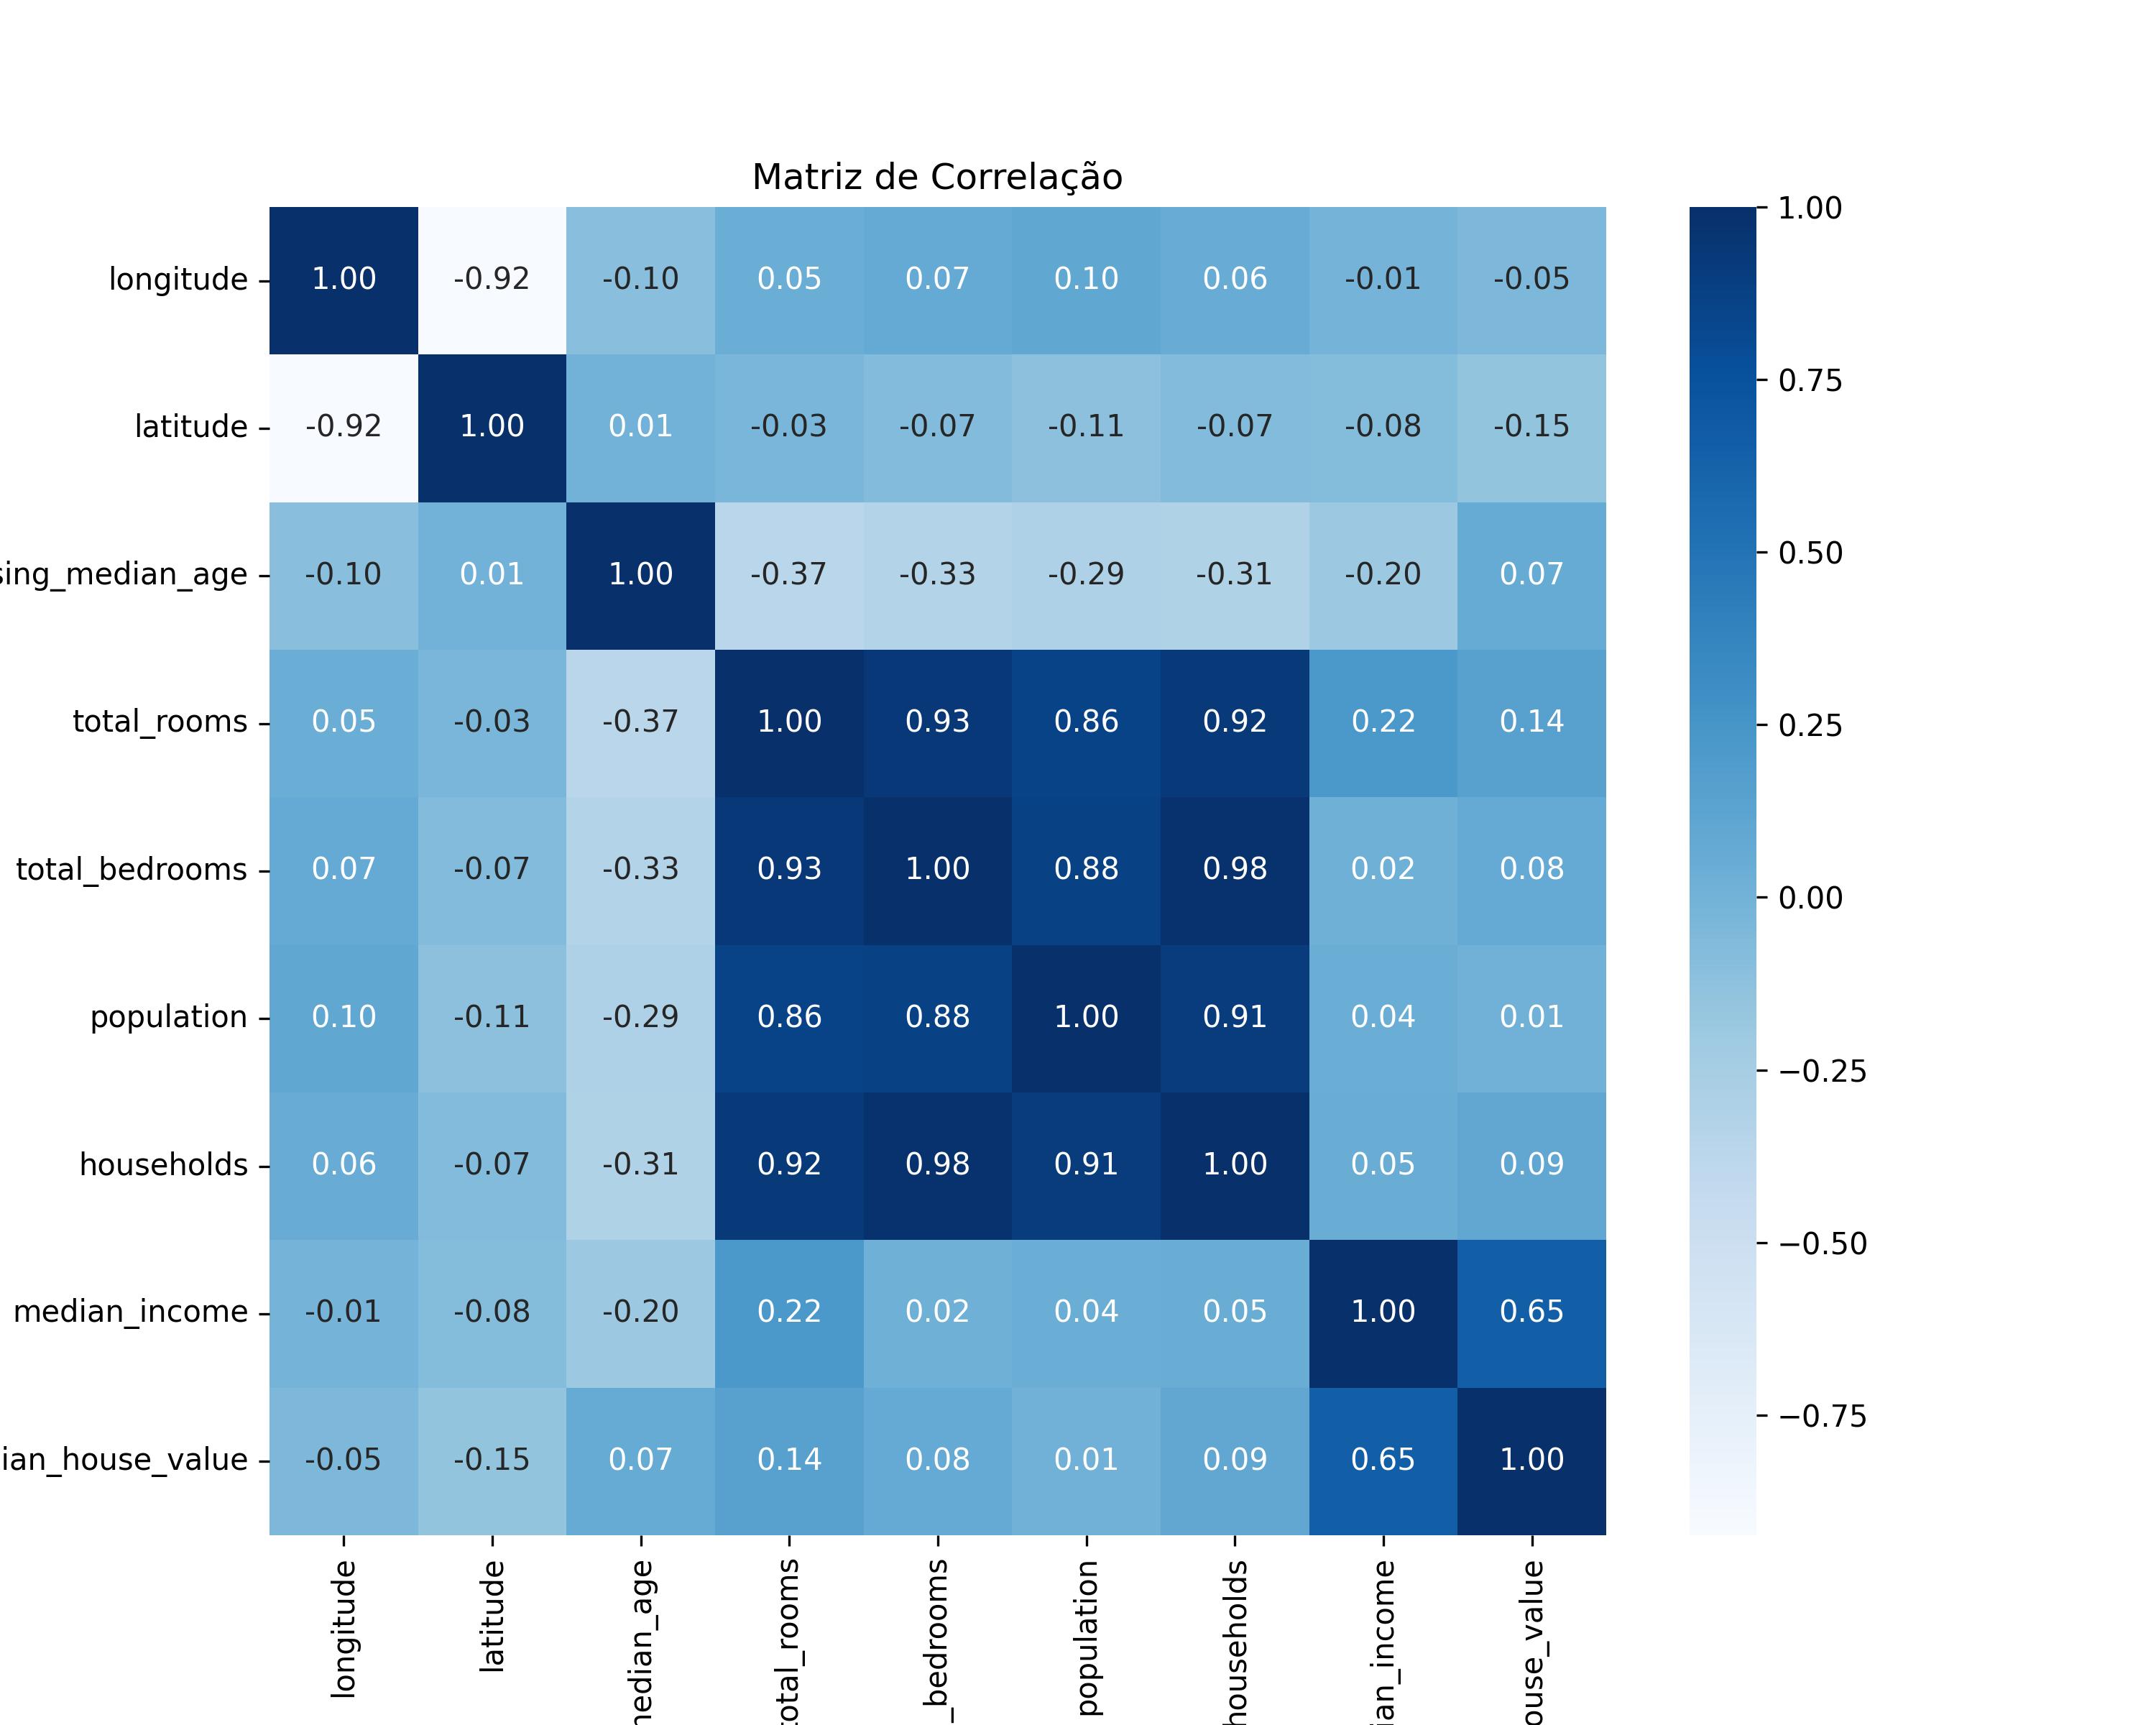 Matriz de Correlação
longitude 1.00 -0.92 -0.10 0.05 0.07 0.10 0.06 -0.01 -0.05
latitude -0.92 1.00 0.01 -0.03 -0.07 -0.11 -0.07 -0.08 -0.15
sing_median_age -0.10 0.01 1.00 -0.37 -0.33 -0.29 -0.31 -0.20 0.07
total_rooms 0.05 -0.03 -0.37 1.00 0.93 0.86 0.92 0.22 0.14
total_bedrooms 0.07 -0.07 -0.33 0.93 1.00 0.88 0.98 0.02 0.08
population 0.10 -0.11 -0.29 0.86 0.88 1.00 0.91 0.04 0.01
households 0.06 -0.07 -0.31 0.92 0.98 0.91 1.00 0.05 0.09
median_income -0.01 -0.08 -0.20 0.22 0.02 0.04 0.05 1.00 0.65
ian_house_value -0.05 -0.15 0.07 0.14 0.08 0.01 0.09 0.65 1.00
longitude
latitude
nedian_age
total_rooms
_bedrooms
population
households
ian_income
ouse_value
1.00
0.75
0.50
0.25
0.00
−0.25
−0.50
−0.75